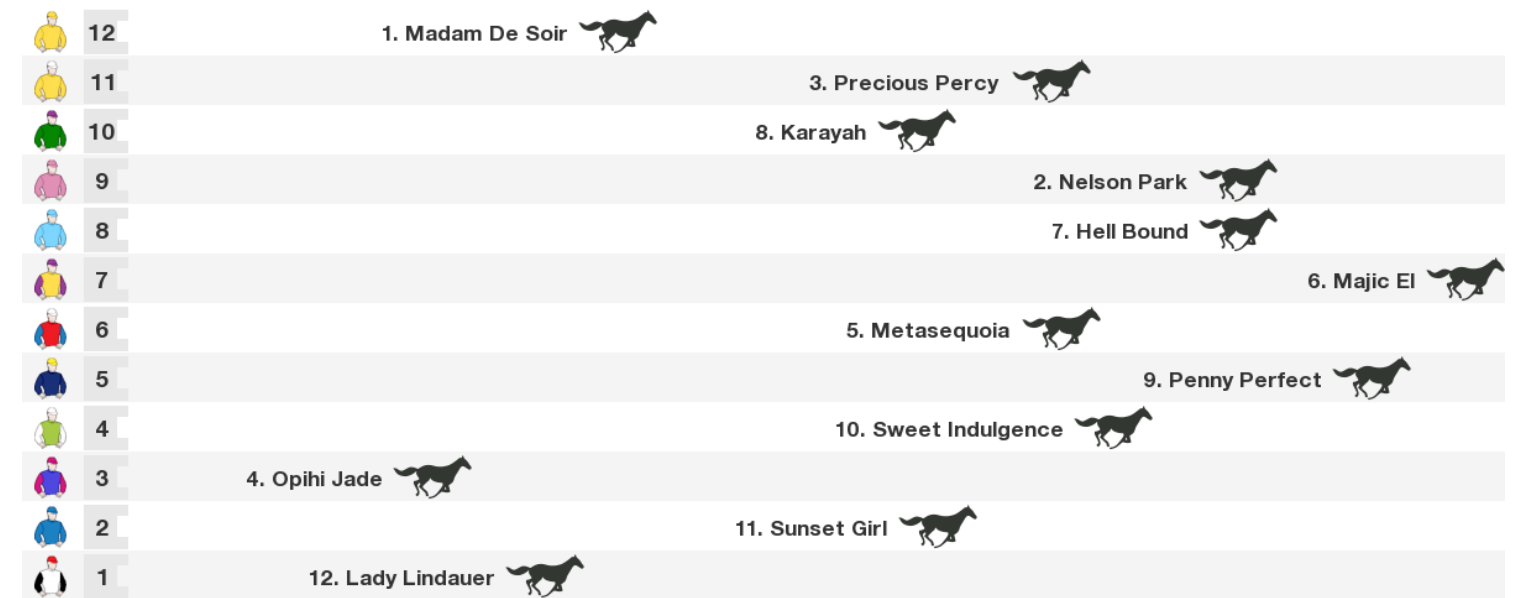 12 1. Madam De Soir
11 3. Precious Percy
10 8. Karayah
9 2. Nelson Park
8 7. Hell Bound
7 6. Majic El
6 5. Metasequoia
5 9. Penny Perfect
4 10. Sweet Indulgence
3 4. Opihi Jade
2 11. Sunset Girl
1 12. Lady Lindauer